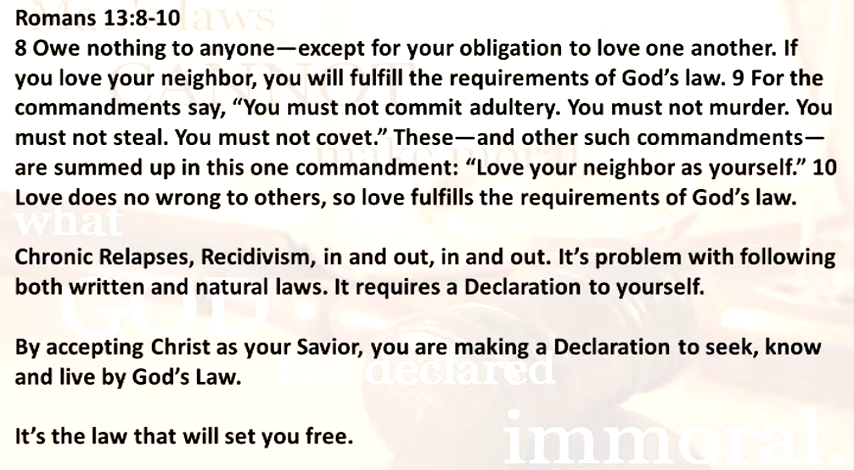 Romans 13:8-10
8 Owe nothing to anyone—except for your obligation to love one another. If
you love your neighbor, you will fulfill the requirements of God's law. 9 For the
commandments say, "You must not commit adultery. You must not murder. You
must not steal. You must not covet." These—and other such commandments—
are summed up in this one commandment: "Love your neighbor as yourself." 10
Love does no wrong to others, so love fulfills the requirements of God's law.
what
Chronic Relapses, Recidivism, in and out, in and out. It's problem with following
both written and natural laws. It requires a Declaration to yourself.
GOD
By accepting Christ as your Savior, you are making a Declaration to seek, know
and live by God's Law.
has declared
It's the law that will set you free.
immoral.